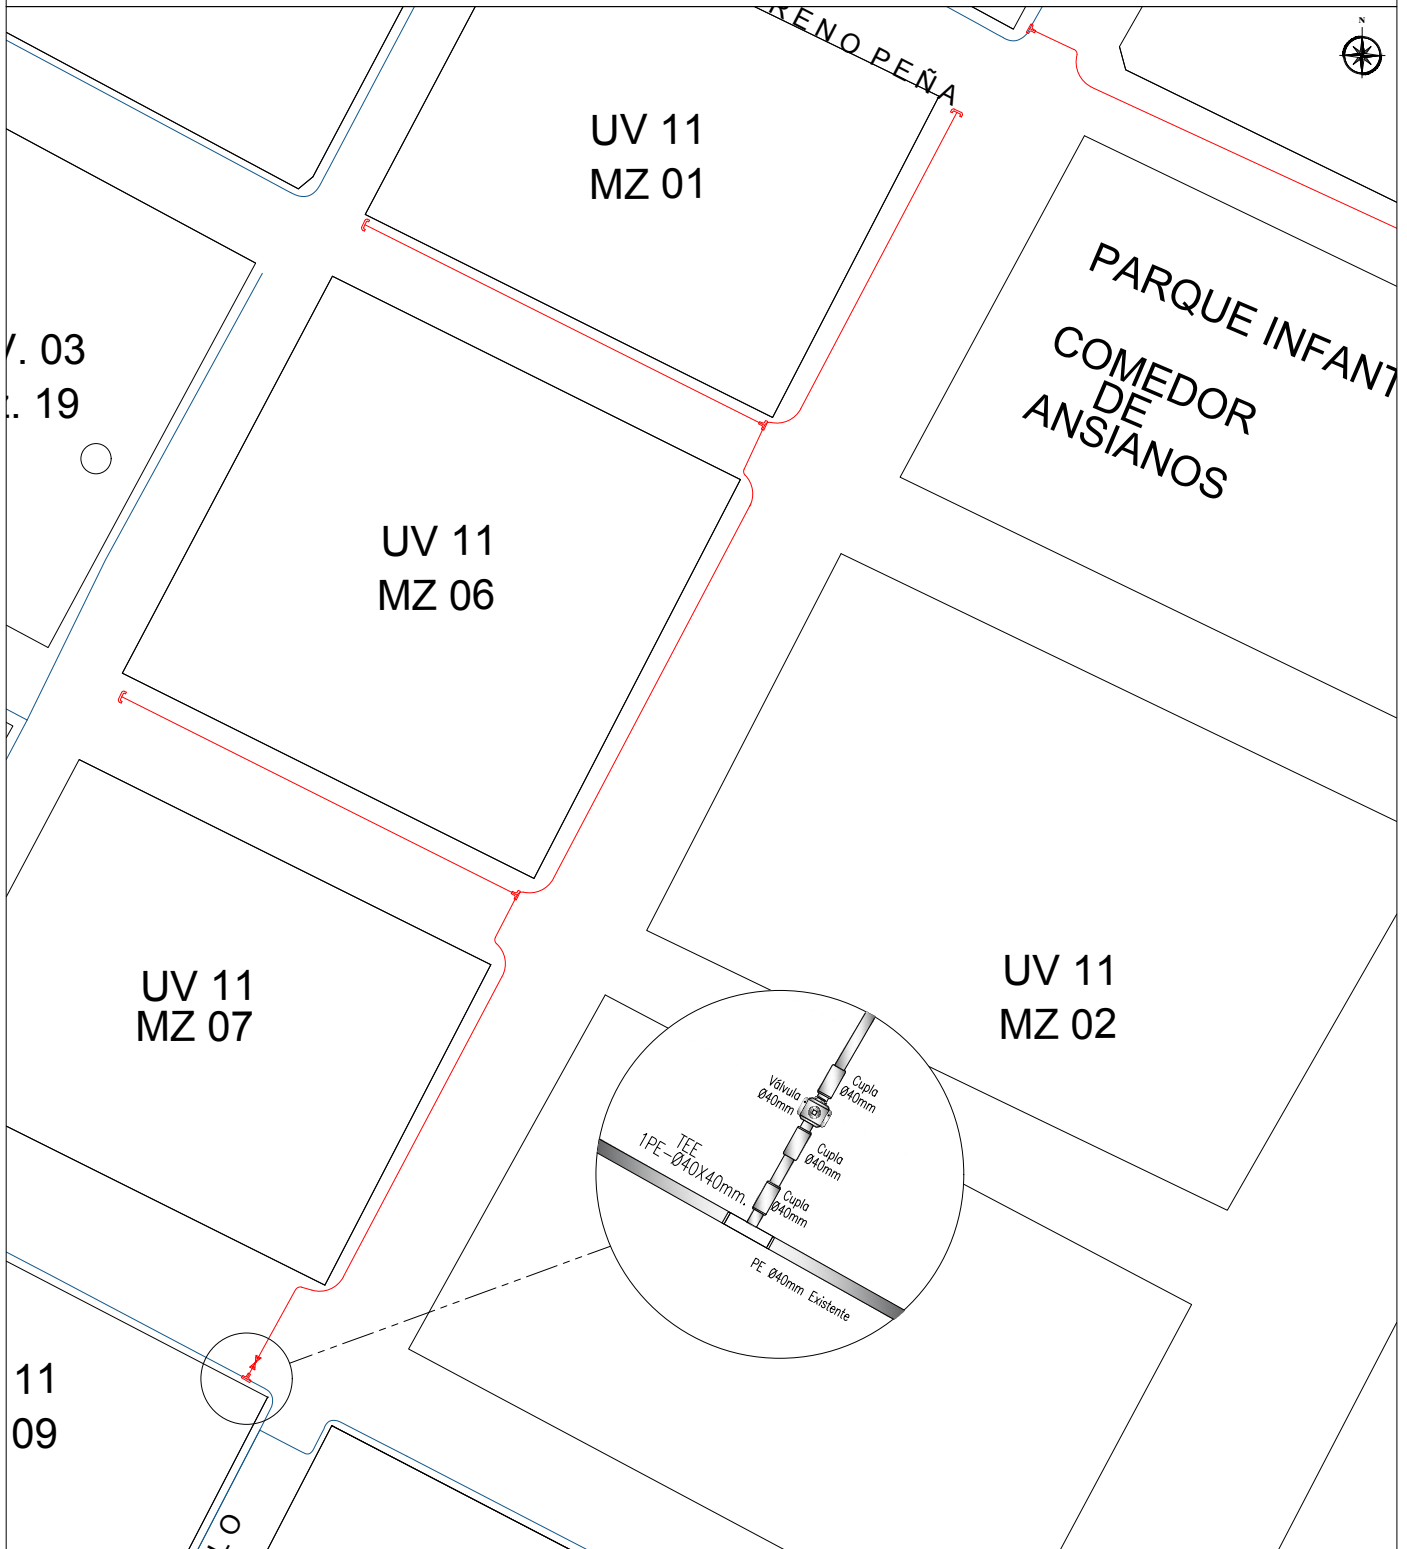 N
RENO PEÑA
UV 11
MZ 01
PARQUE INFANT
COMEDOR
DE
ANSIANOS
. 03
. 19
UV 11
MZ 06
UV 11
MZ 07
UV 11
MZ 02
Válvula
Ø40mm
Cupla
Ø40mm
Cupla
Ø40mm
TEE
1PE-Ø40X40mm.
Cupla
Ø40mm
PE Ø40mm Existente
11
09
LO